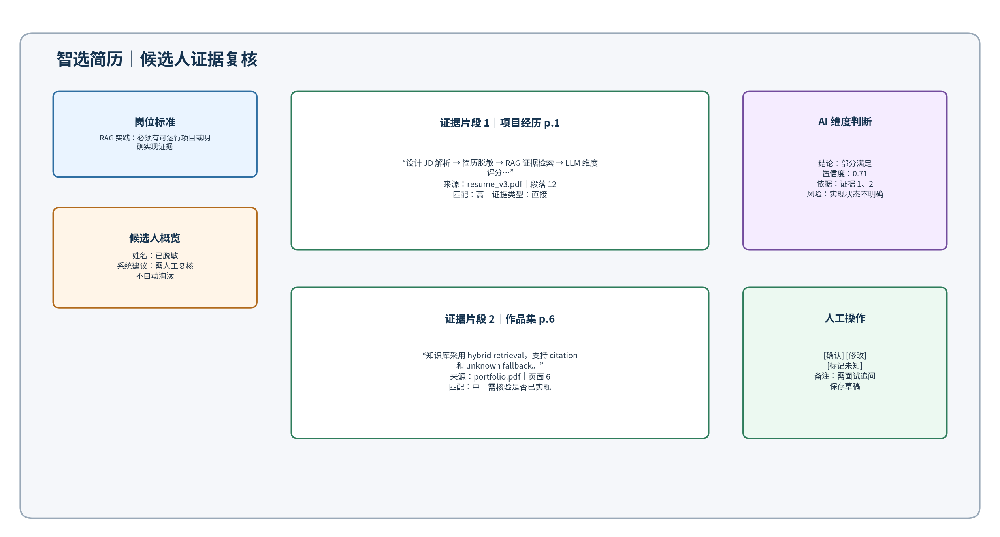 智选简历｜候选人证据复核
岗位标准
RAG 实践：必须有可运行项目或明
确实现证据
候选人概览
姓名：已脱敏
系统建议：需人工复核
不自动淘汰
证据片段 1｜项目经历 p.1
“设计 JD 解析 → 简历脱敏 → RAG 证据检索 → LLM 维度
评分…”
来源：resume_v3.pdf｜段落 12
匹配：高｜证据类型：直接
证据片段 2｜作品集 p.6
“知识库采用 hybrid retrieval，支持 citation
和 unknown fallback。”
来源：portfolio.pdf｜页面 6
匹配：中｜需核验是否已实现
AI 维度判断
结论：部分满足
置信度：0.71
依据：证据 1、2
风险：实现状态不明确
人工操作
[确认] [修改]
[标记未知]
备注：需面试追问
保存草稿